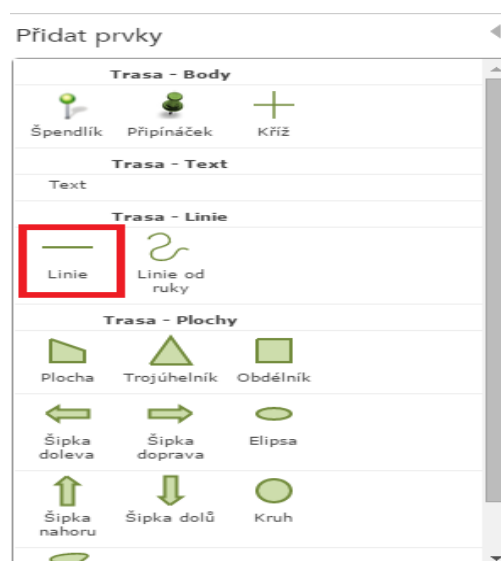 Přidat prvky
Trasa - Body
Špendlík Připínáček Kříž
Trasa - Text
Text
Trasa - Linie
Linie Linie od ruky
Trasa - Plochy
Plocha Trojúhelník Obdélník
Šipka doleva Šipka doprava Elipsa
Šipka nahoru Šipka dolů Kruh